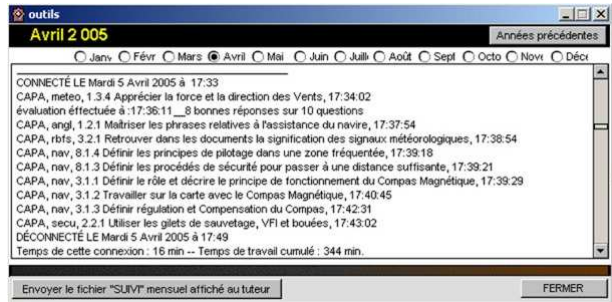 outils
Avril 2 005
Années précédentes
Janv Févr Mars Avril Mai Juin Juill Août Sept Octo Nove Déce
CONNECTÉ LE Mardi 5 Avril 2005 à 17:33
CAPA, meteo, 1.3.4 Apprécier la force et la direction des Vents, 17:34:02
évaluation éffectuée à :17:36:11__8 bonnes réponses sur 10 questions
CAPA, angl, 1.2.1 Maîtriser les phrases relatives à l'assistance du navire, 17:37:54
CAPA, rbfs, 3.2.1 Retrouver dans les documents la signification des signaux météorologiques, 17:38:54
CAPA, nav, 8.1.4 Définir les principes de pilotage dans une zone fréquentée, 17:39:18
CAPA, nav, 8.1.3 Définir les procédés de sécurité pour passer à une distance suffisante, 17:39:21
CAPA, nav, 3.1.1 Définir le rôle et décrire le principe de fonctionnement du Compas Magnétique, 17:39:29
CAPA, nav, 3.1.2 Travailler sur la carte avec le Compas Magnétique, 17:40:45
CAPA, nav, 3.1.3 Définir régulation et Compensation du Compas, 17:42:31
CAPA, secu, 2.2.1 Utiliser les gilets de sauvetage, VFI et bouées, 17:43:02
DÉCONNECTÉ LE Mardi 5 Avril 2005 à 17:49
Temps de cette connexion : 16 min -- Temps de travail cumulé : 344 min.
Envoyer le fichier "SUIVI" mensuel affiché au tuteur
FERMER